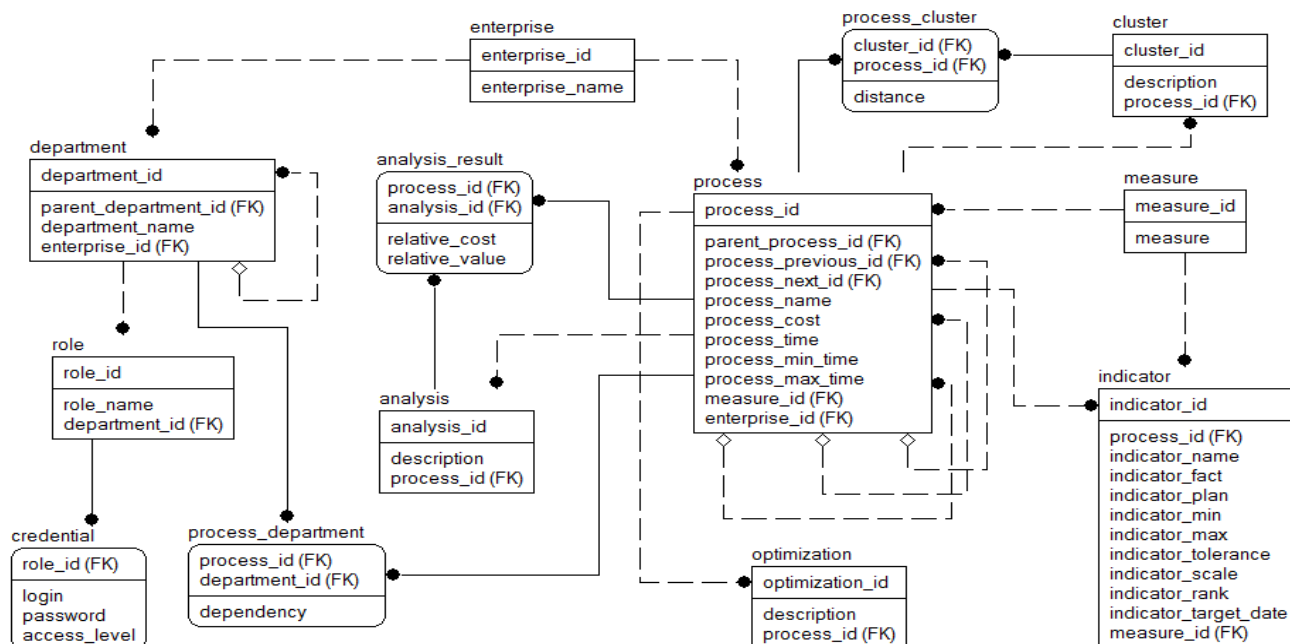 enterprise
enterprise_id
enterprise_name
process_cluster
cluster_id (FK)
process_id (FK)
distance
cluster
cluster_id
description
process_id (FK)
department
department_id
parent_department_id (FK)
department_name
enterprise_id (FK)
analysis_result
process_id (FK)
analysis_id (FK)
relative_cost
relative_value
process
process_id
parent_process_id (FK)
process_previous_id (FK)
process_next_id (FK)
process_name
process_cost
process_time
process_min_time
process_max_time
measure_id (FK)
enterprise_id (FK)
measure
measure_id
measure
role
role_id
role_name
department_id (FK)
analysis
analysis_id
description
process_id (FK)
indicator
indicator_id
process_id (FK)
indicator_name
indicator_fact
indicator_plan
indicator_min
indicator_max
indicator_tolerance
indicator_scale
indicator_rank
indicator_target_date
measure_id (FK)
credential
role_id (FK)
login
password
access_level
process_department
process_id (FK)
department_id (FK)
dependency
optimization
optimization_id
description
process_id (FK)